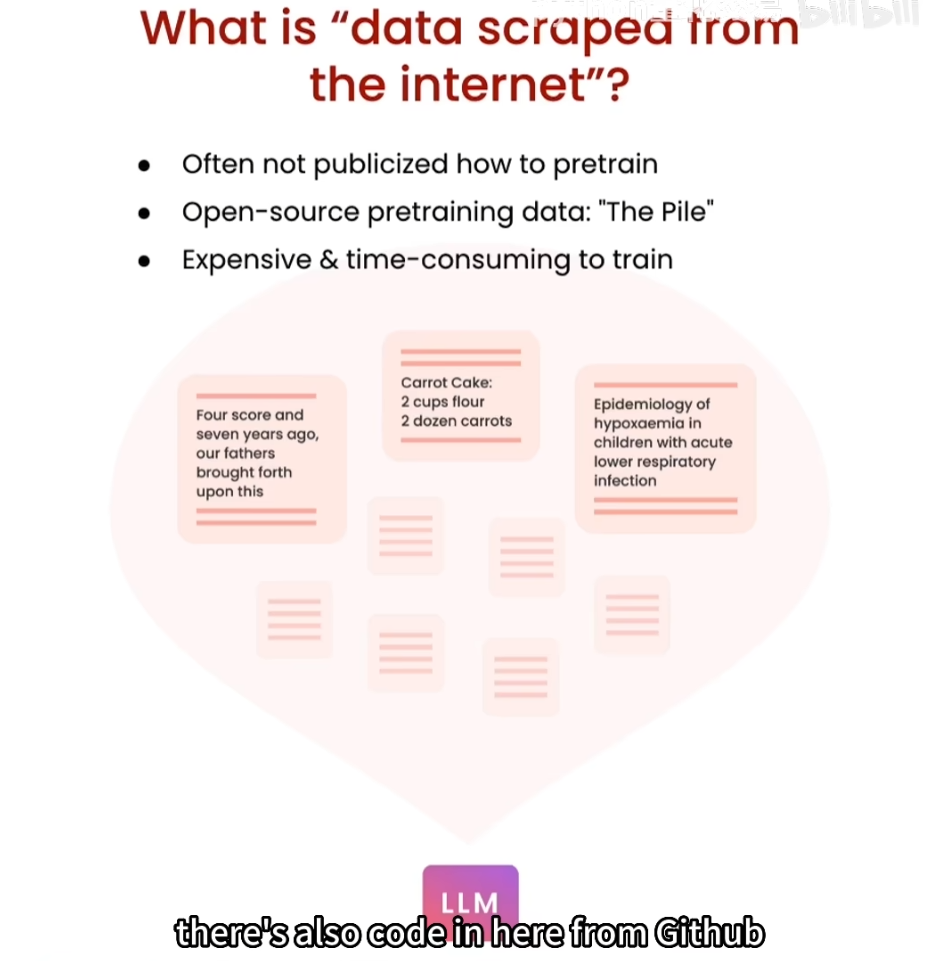 What is “data scraped from
the internet”?
● Often not publicized how to pretrain
● Open-source pretraining data: "The Pile"
● Expensive & time-consuming to train
Four score and
seven years ago,
our fathers
brought forth
upon this
Carrot Cake:
2 cups flour
2 dozen carrots
Epidemiology of
hypoxaemia in
children with acute
lower respiratory
infection
LLM
there's also code in here from Github